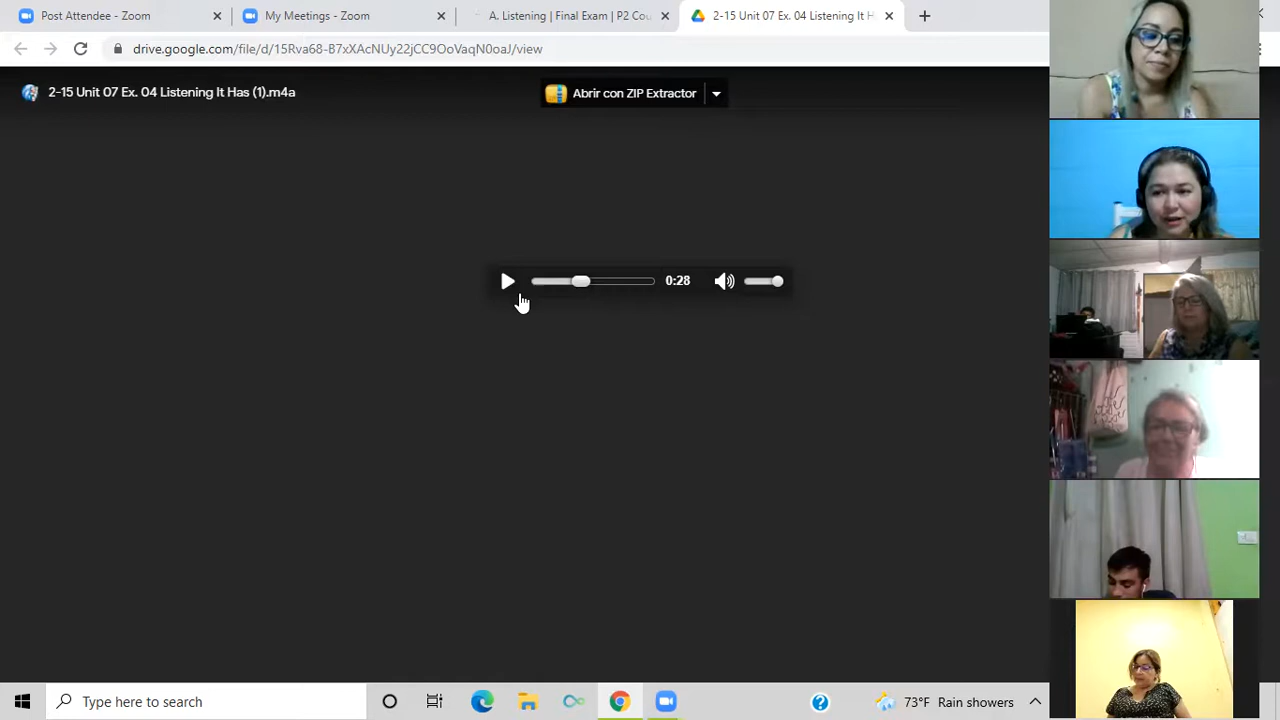 Post Attendee - Zoom
My Meetings - Zoom
A. Listening | Final Exam | P2 Cou
2-15 Unit 07 Ex. 04 Listening It H
drive.google.com/file/d/15Rva68-B7xXAcNUy22jCC9OoVaqN0oaJ/view
2-15 Unit 07 Ex. 04 Listening It Has (1).m4a
Abrir con ZIP Extractor
0:28
Type here to search
73°F Rain showers